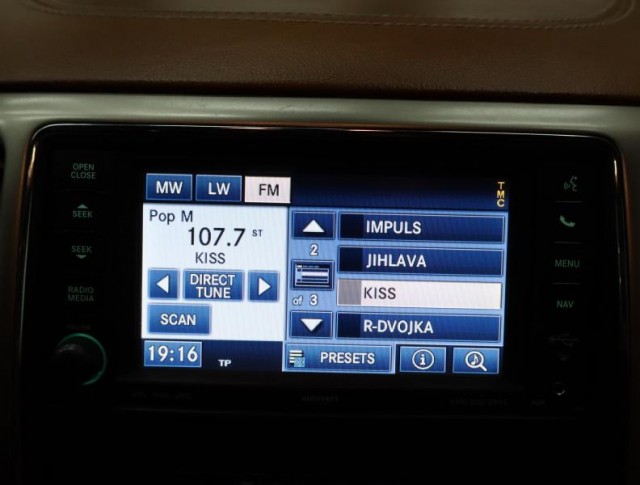 OPEN
CLOSE
SEEK
SEEK
RADIO
MEDIA
MW LW FM
TMC
Pop M
107.7 ST
KISS
DIRECT
TUNE
SCAN
19:16 TP
2
of 3
IMPULS
JIHLAVA
KISS
R-DVOJKA
PRESETS
i
MENU
NAV